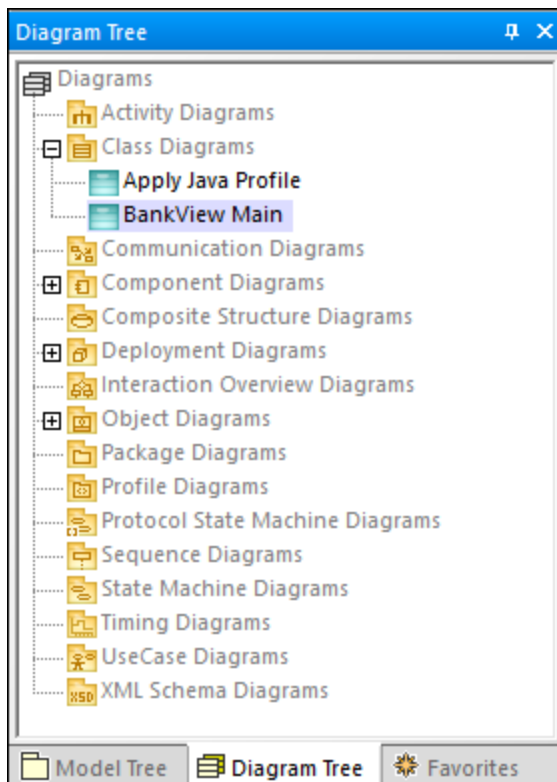 Diagram Tree
Diagrams
Activity Diagrams
Class Diagrams
Apply Java Profile
BankView Main
Communication Diagrams
Component Diagrams
Composite Structure Diagrams
Deployment Diagrams
Interaction Overview Diagrams
Object Diagrams
Package Diagrams
Profile Diagrams
Protocol State Machine Diagrams
Sequence Diagrams
State Machine Diagrams
Timing Diagrams
UseCase Diagrams
XSD XML Schema Diagrams
Model Tree Diagram Tree Favorites